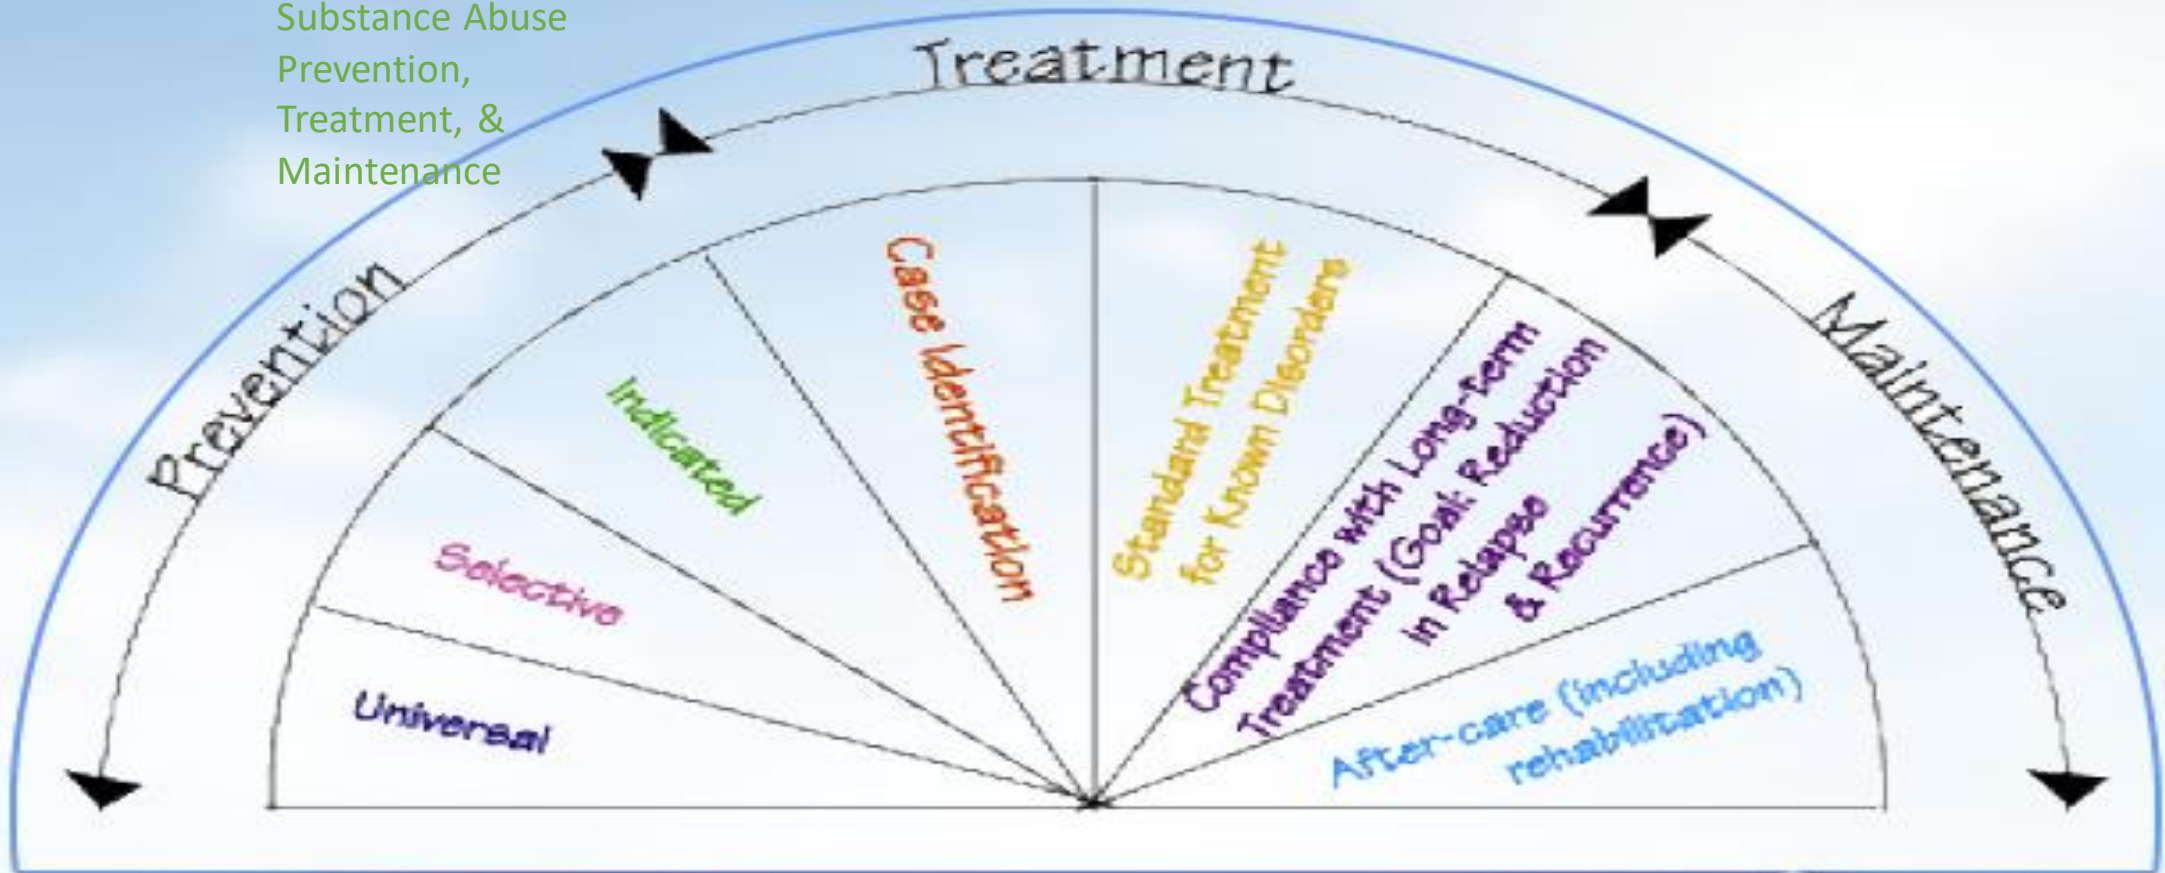 Substance Abuse
Prevention,
Treatment, &
Maintenance
Prevention
Treatment
Maintenance
Universal
Selective
Indicated
Case Identification
Standard Treatment
for Known Disorders
Compliance with Long-term
Treatment (Goal: Reduction
in Relapse
& Recurrence)
After-care (including
rehabilitation)